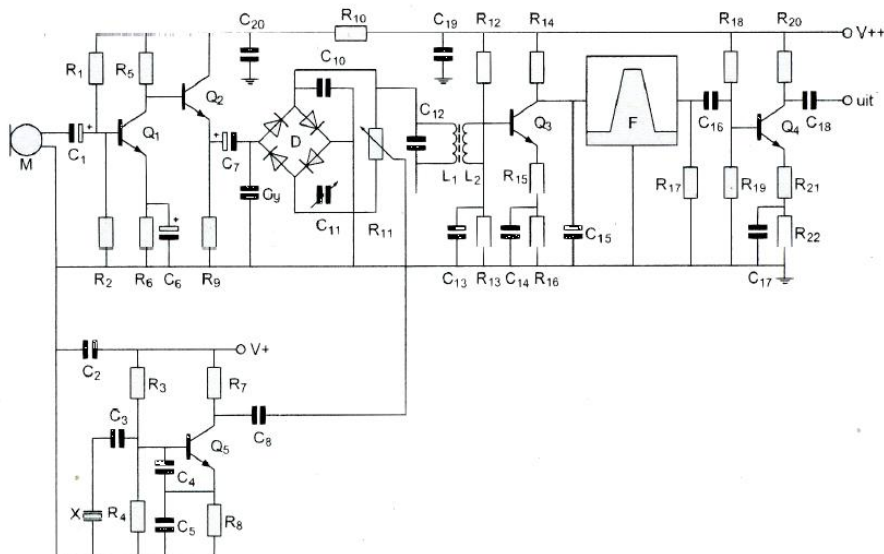 C20 R10 C19 R12 R14 R18 R20 V++
R1 R5 C10
Q2 C12 uit
Q1 D Q3 F C16 Q4 C18
M C1 C7
L1 L2 R15 R17 R19 R21
Cy C11 R11 C15 R22
R2 R6 C6 R9 C13 R13 C14 R16 C17
C2 V+
R3 R7
C3 C8
Q5
C4
X R4 C5 R8